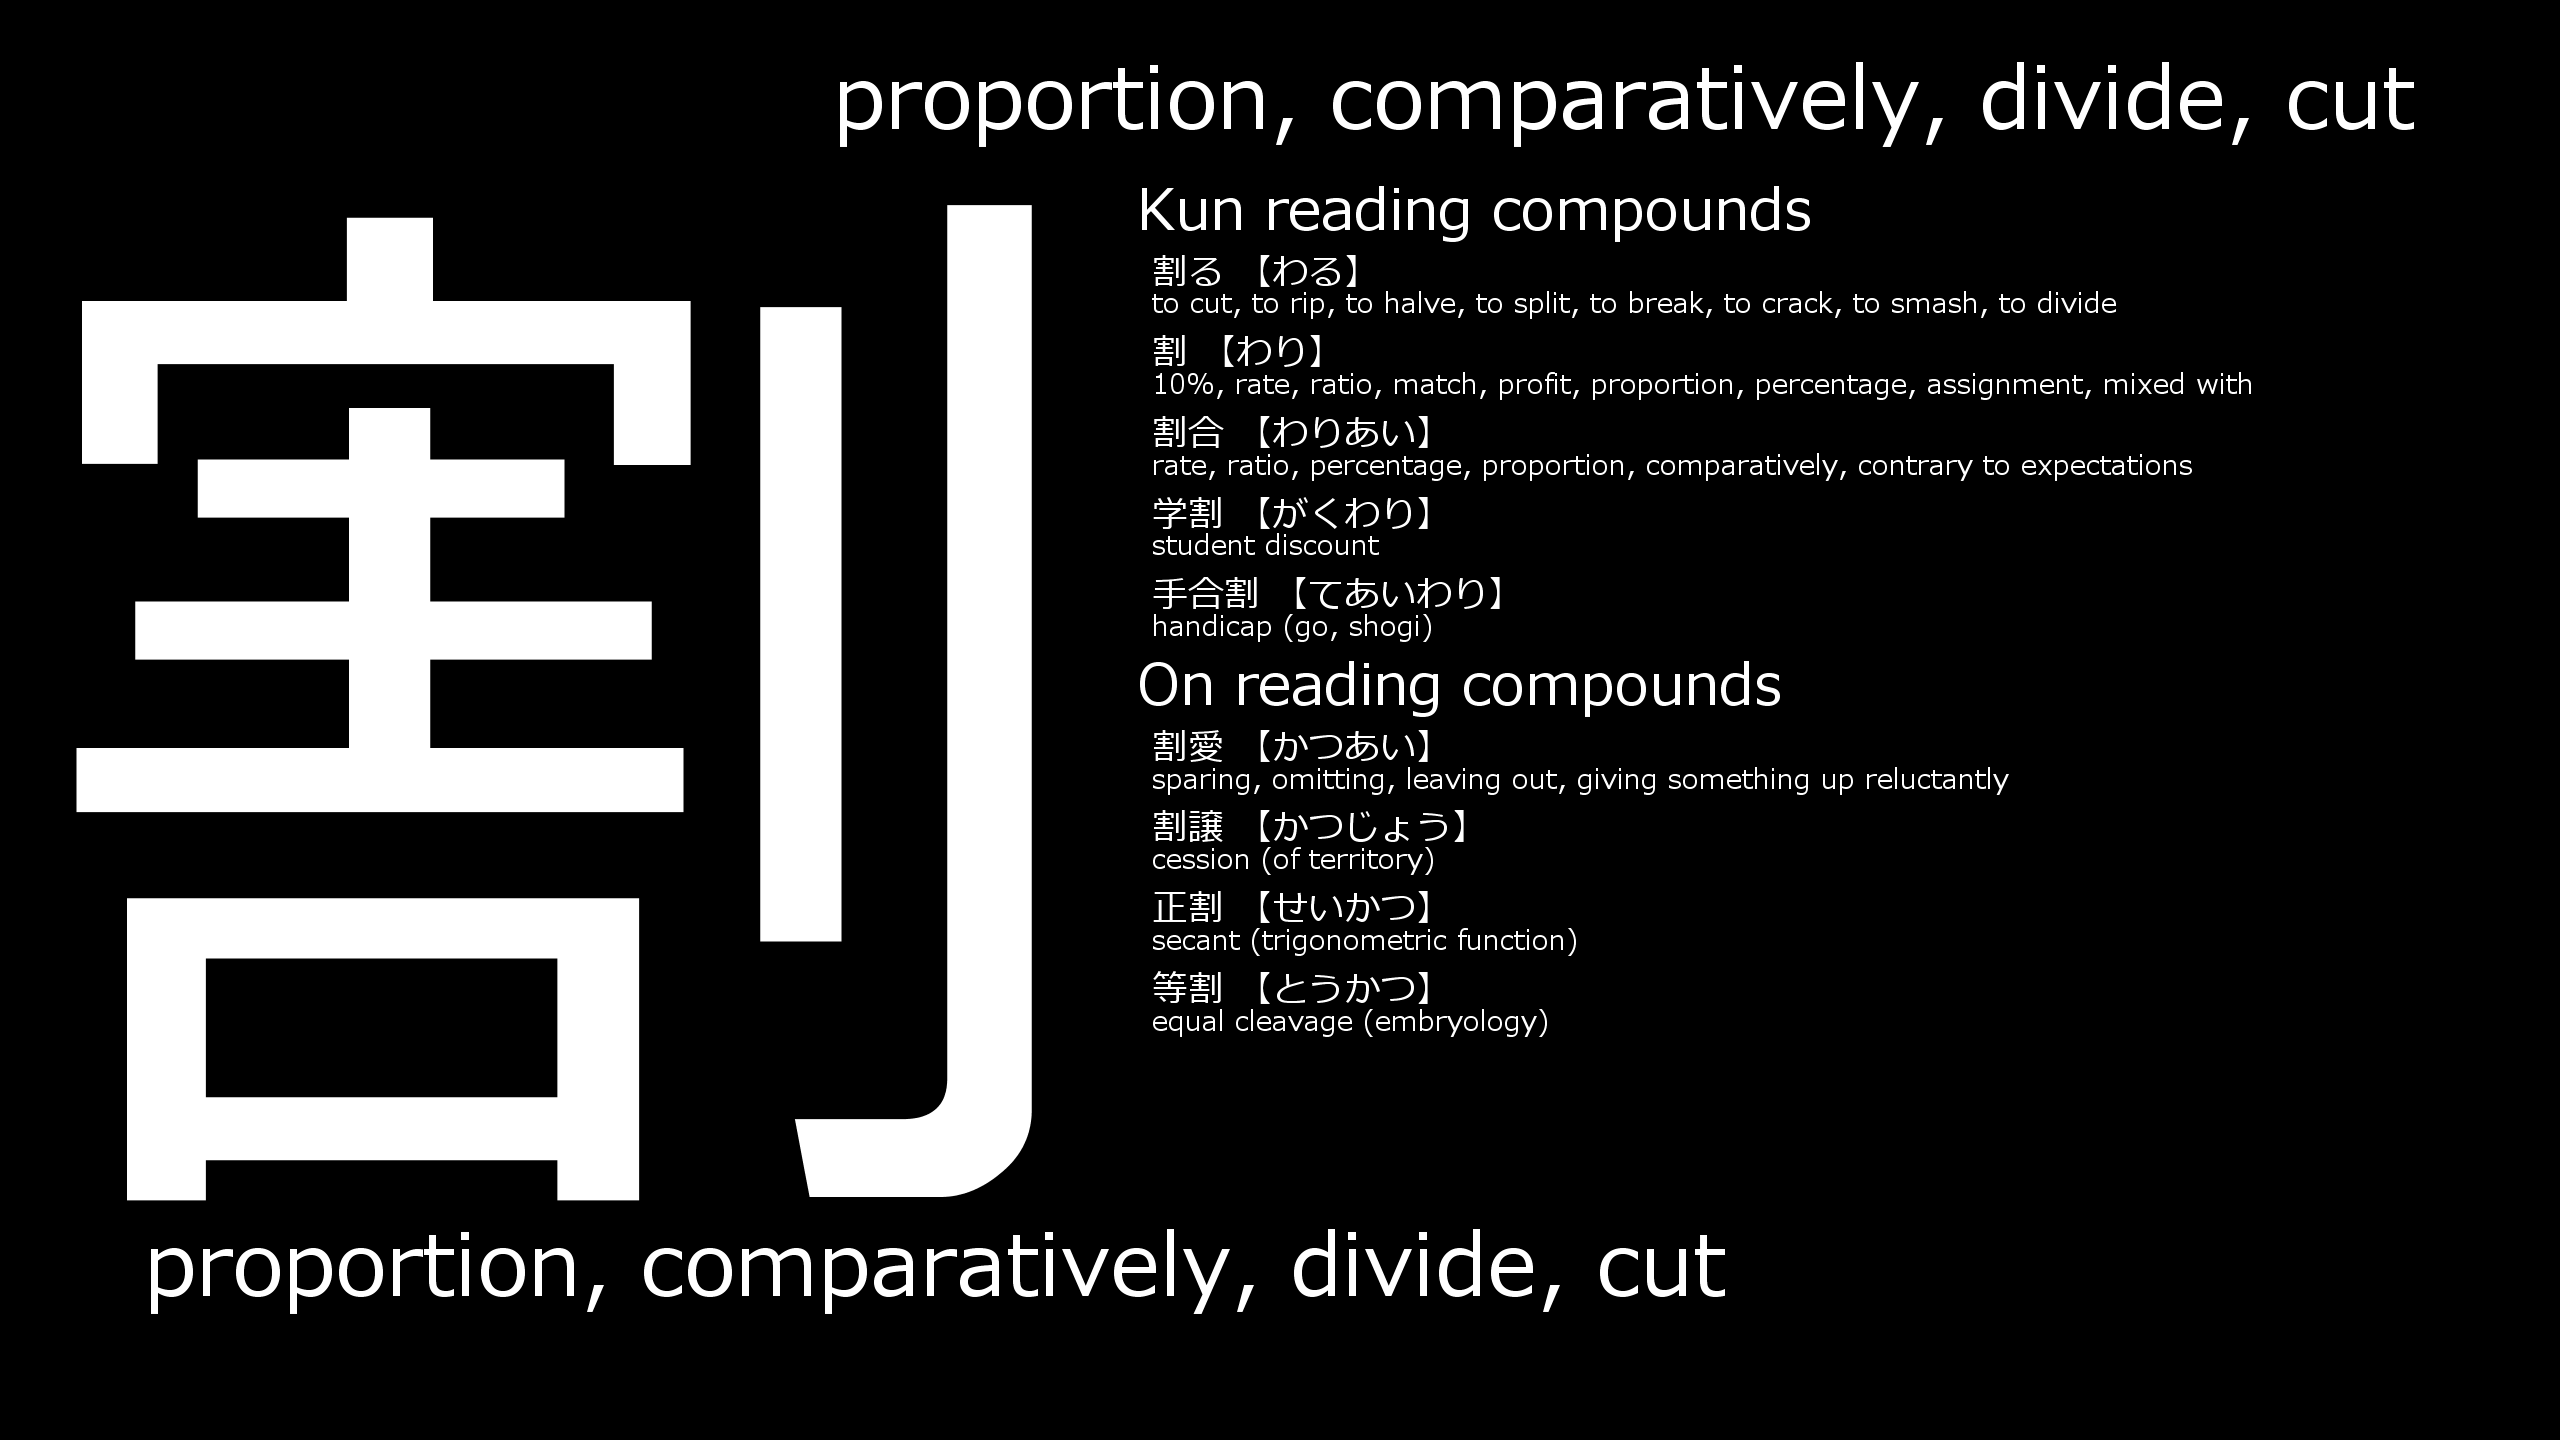 proportion, comparatively, divide, cut
割
Kun reading compounds
割る 【わる】
to cut, to rip, to halve, to split, to break, to crack, to smash, to divide
割 【わり】
10%, rate, ratio, match, profit, proportion, percentage, assignment, mixed with
割合 【わりあい】
rate, ratio, percentage, proportion, comparatively, contrary to expectations
学割 【がくわり】
student discount
手合割 【てあいわり】
handicap (go, shogi)
On reading compounds
割愛 【かつあい】
sparing, omitting, leaving out, giving something up reluctantly
割譲 【かつじょう】
cession (of territory)
正割 【せいかつ】
secant (trigonometric function)
等割 【とうかつ】
equal cleavage (embryology)
proportion, comparatively, divide, cut